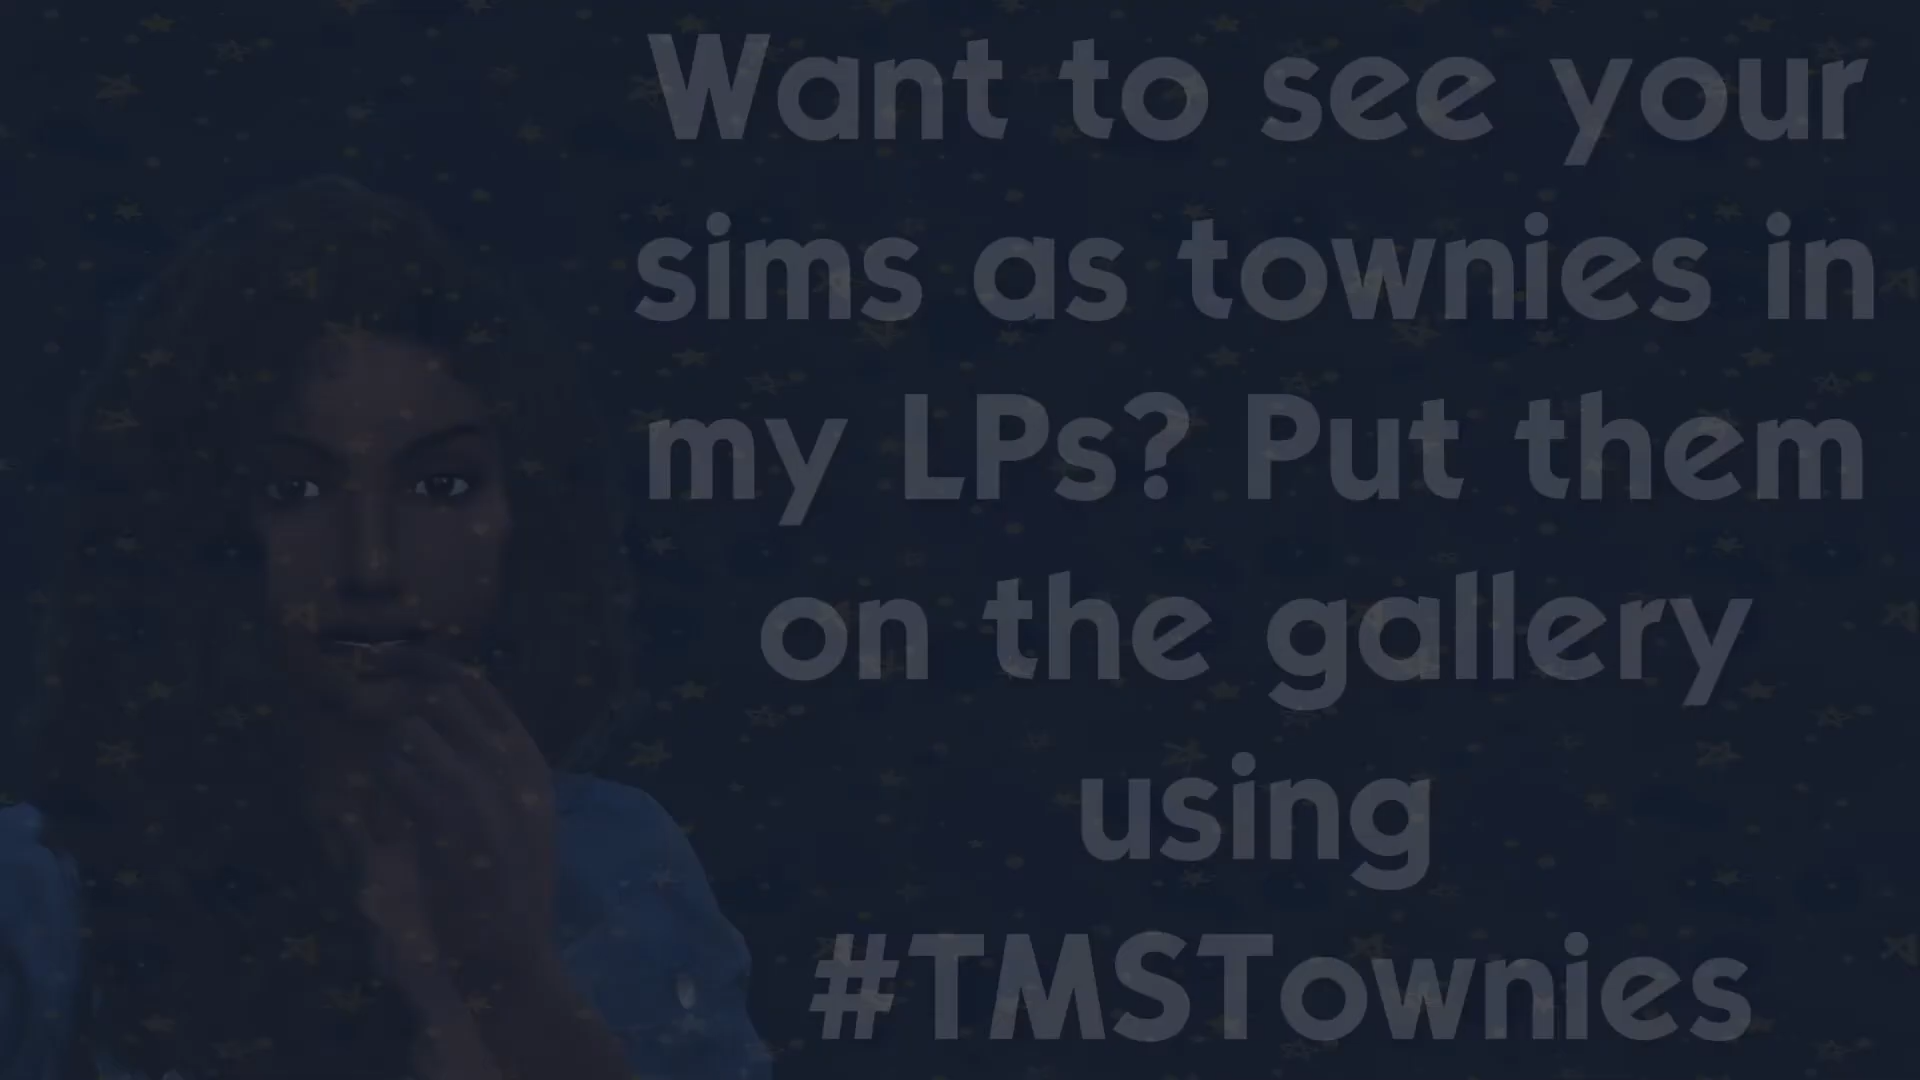 Want to see your
sims as townies in
my LPs? Put them
on the gallery
using
#TMSTownies